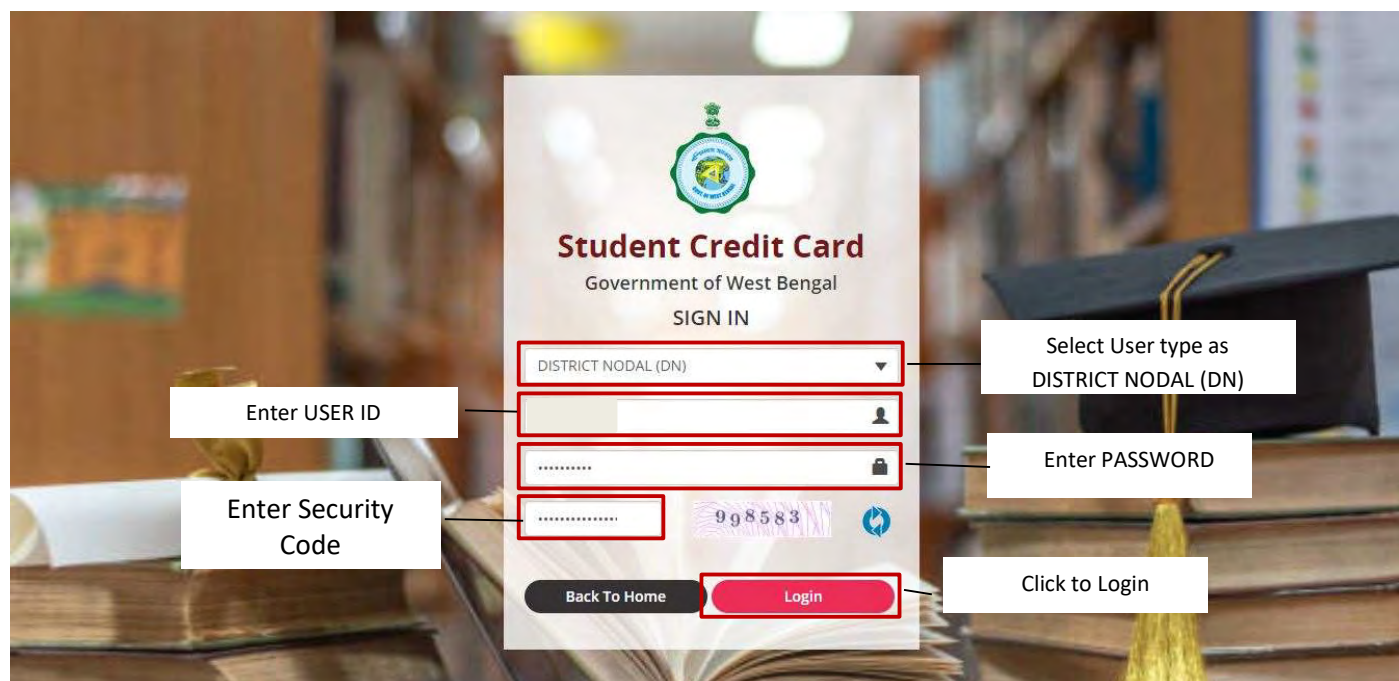 Student Credit Card
Government of West Bengal
SIGN IN
DISTRICT NODAL (DN)
Select User type as
DISTRICT NODAL (DN)
Enter USER ID
Enter PASSWORD
Enter Security
Code
998583
Back To Home
Login
Click to Login